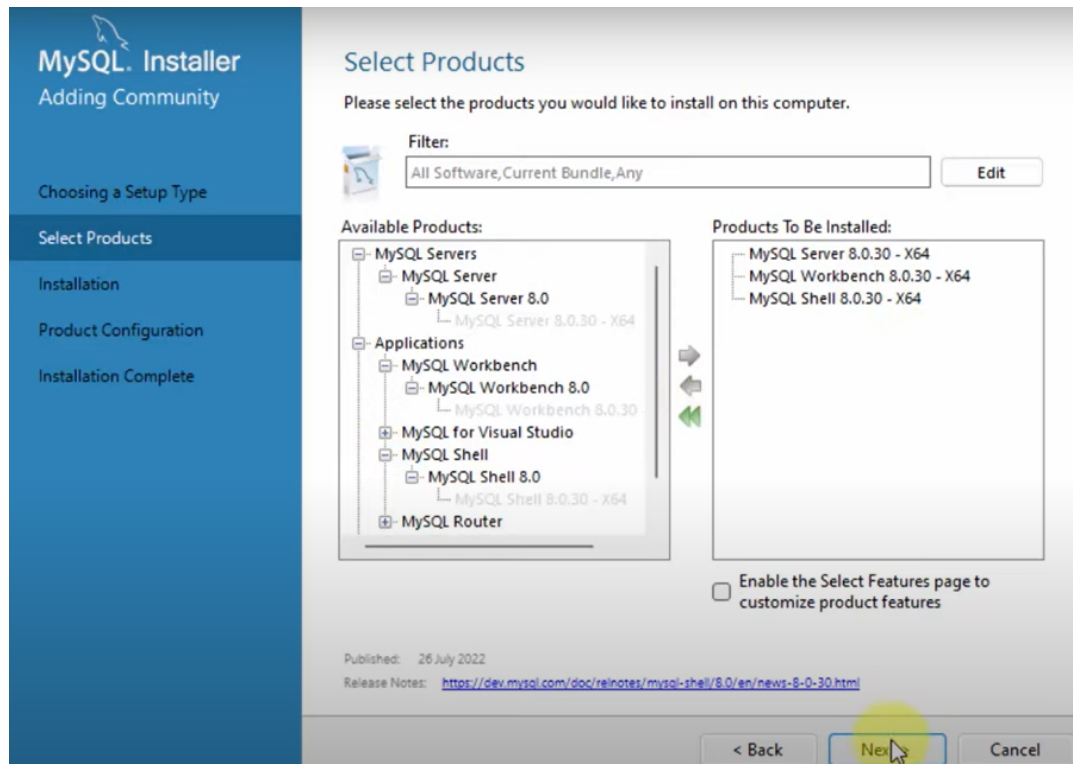 MySQL. Installer
Adding Community
Choosing a Setup Type
Select Products
Installation
Product Configuration
Installation Complete
Select Products
Please select the products you would like to install on this computer.
Filter:
All Software,Current Bundle,Any
Edit
Available Products:
MySQL Servers
MySQL Server
MySQL Server 8.0
MySQL Server 8.0.30 - X64
Applications
MySQL Workbench
MySQL Workbench 8.0
MySQL Workbench 8.0.30
MySQL for Visual Studio
MySQL Shell
MySQL Shell 8.0
MySQL Shell 8.0.30 - X64
MySQL Router
Products To Be Installed:
MySQL Server 8.0.30 - X64
MySQL Workbench 8.0.30 - X64
MySQL Shell 8.0.30 - X64
Enable the Select Features page to
customize product features
Published: 26 July 2022
Release Notes: https://dev.mysql.com/doc/relnotes/mysql-shell/8.0/en/news-8-0-30.html
< Back
Cancel